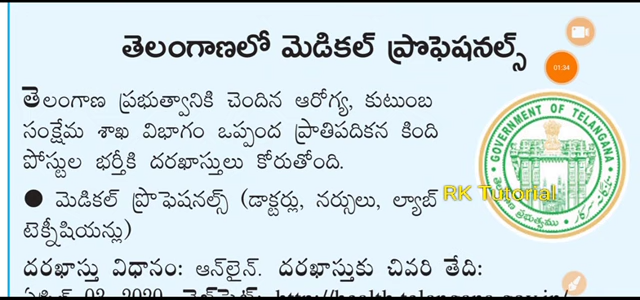 తెలంగాణలో మెడికల్ ప్రొఫెషనల్స్
01:34
తెలంగాణ ప్రభుత్వానికి చెందిన ఆరోగ్య, కుటుంబ
సంక్షేమ శాఖ విభాగం ఒప్పంద ప్రాతిపదికన కింది
పోస్టుల భర్తీకి దరఖాస్తులు కోరుతోంది.
● మెడికల్ ప్రొఫెషనల్స్ (డాక్టర్లు, నర్సులు, ల్యాబ్
టెక్నీషియన్లు)
దరఖాస్తు విధానం: ఆన్‌లైన్. దరఖాస్తుకు చివరి తేది:
GOVERNMENT OF TELANGANA
RK Tutorial